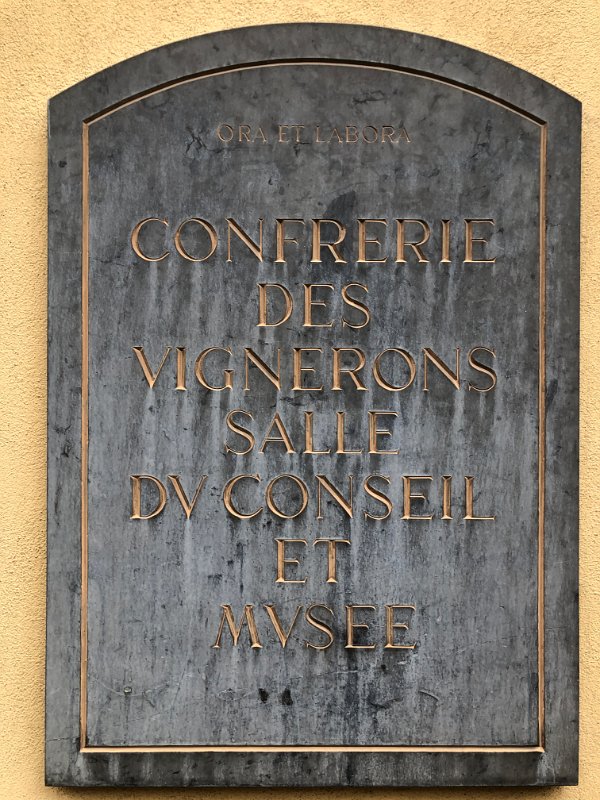 ORA ET LABORA
CONFRERIE
DES
VIGNERONS
SALLE
DV CONSEIL
ET
MVSEE